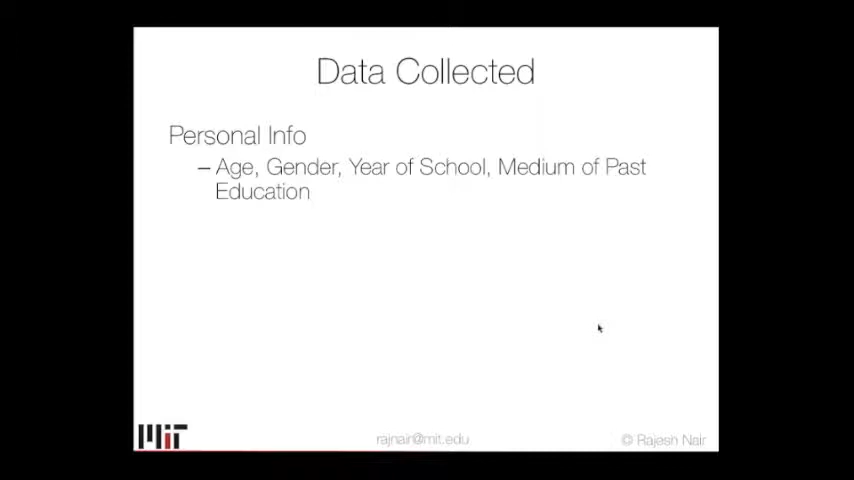 Data Collected
Personal Info
– Age, Gender, Year of School, Medium of Past
Education
MIT
rajnair@mit.edu
© Rajesh Nair